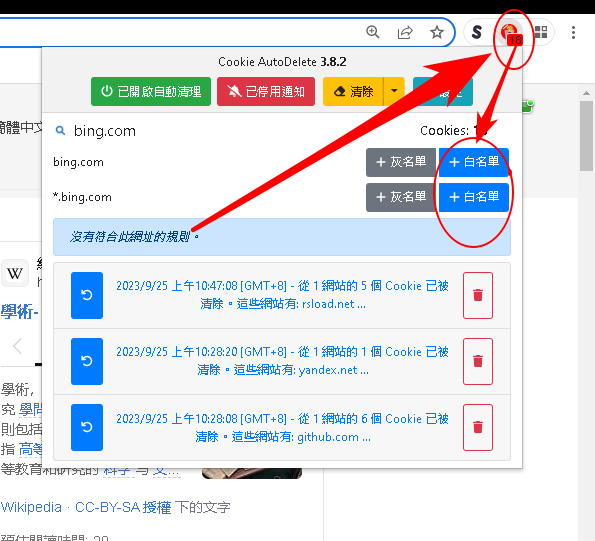 S
18
Cookie AutoDelete 3.8.2
已開啟自動清理
已停用通知
清除
簡體中文
bing.com
Cookies:
bing.com
+ 灰名單
+ 白名單
*.bing.com
+ 灰名單
+ 白名單
沒有符合此網址的規則。
W
2023/9/25 上午10:47:08 [GMT+8] - 從 1 網站的 5 個 Cookie 已被
清除。這些網站有: rsload.net ...
學術-
2023/9/25 上午10:28:20 [GMT+8] - 從 1 網站的 1 個 Cookie 已被
清除。這些網站有: yandex.net ...
學術,
究 學問
2023/9/25 上午10:28:08 [GMT+8] - 從 1 網站的 6 個 Cookie 已被
清除。這些網站有: github.com ...
則包括
指 高等
等教育和研究的 科學 与 文...
Wikipedia · CC-BY-SA 授權 下的文字
預估閱讀時間: 20